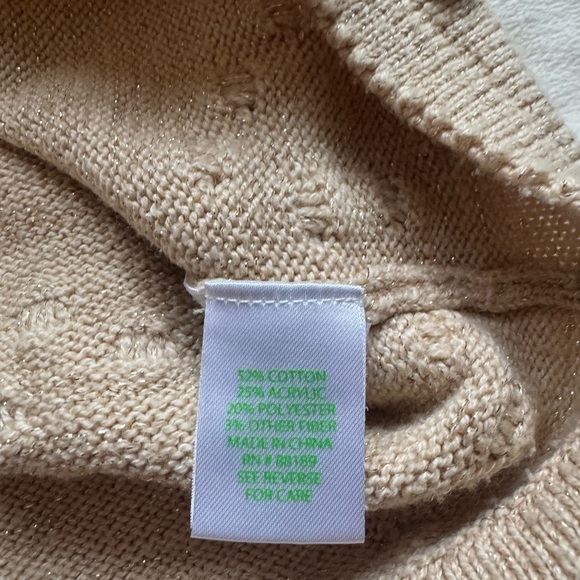 52% COTTON
25% ACRYLIC
20% POLYESTER
3% OTHER FIBER
MADE IN CHINA
RN # 88189
SEE REVERSE
FOR CARE